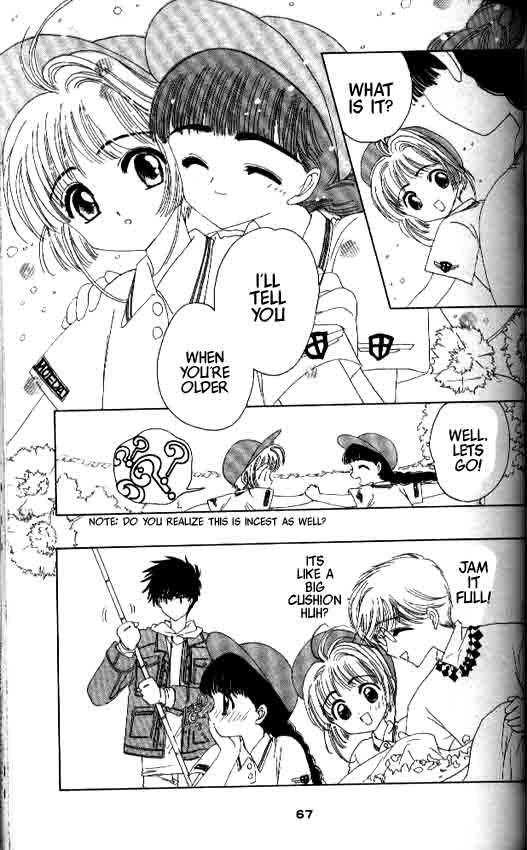 WHAT
IS IT?
I'LL
TELL
YOU
WHEN
YOU'RE
OLDER
WELL,
LETS
GO!
NOTE: DO YOU REALIZE THIS IS INCEST AS WELL?
JAM
IT
FULL!
ITS
LIKE A
BIG
CUSHION
HUH?
67